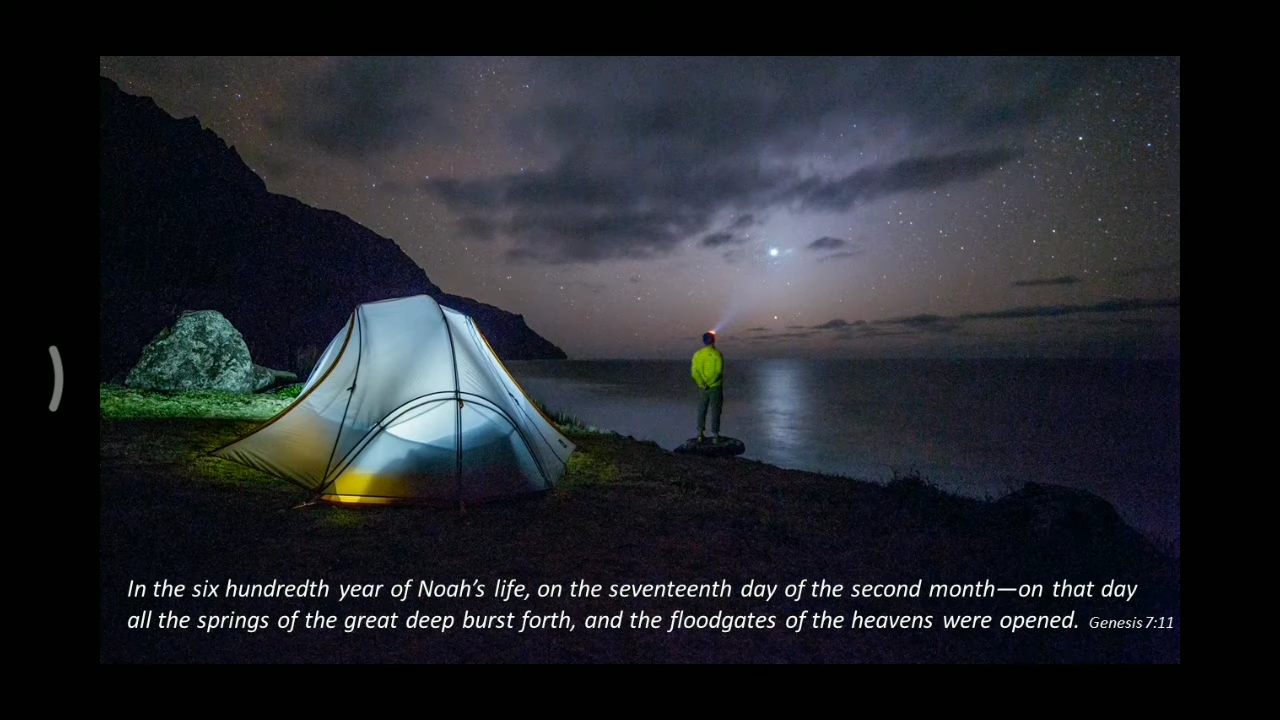 In the six hundredth year of Noah’s life, on the seventeenth day of the second month—on that day
all the springs of the great deep burst forth, and the floodgates of the heavens were opened. Genesis 7:11